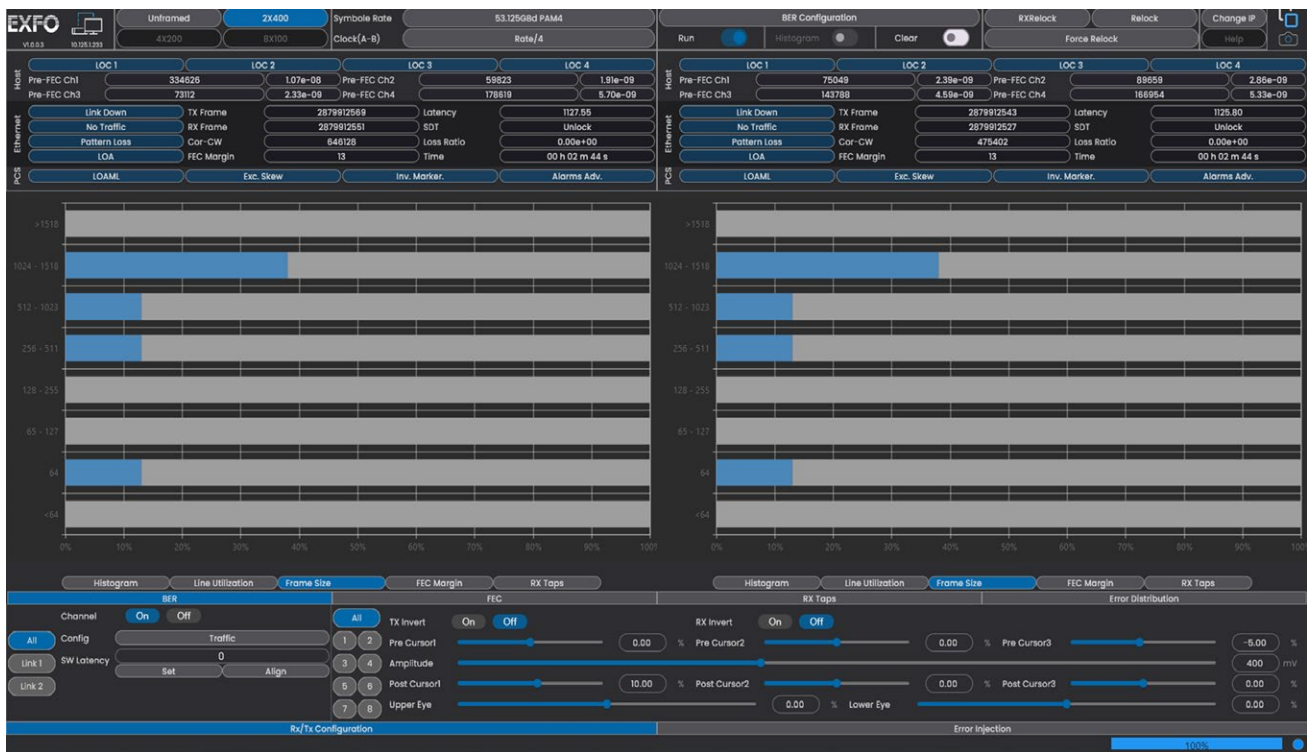 EXFO Unframed 2X400 Symbole Rate 53.125GBd PAM4 BER Configuration RXRelock Relock Change IP
V1.0.0.3 10.125.1.233 4X200 8X100 Clock(A-B) Rate/4 Run Histogram Clear Force Relock Help
Host
LOC 1 LOC 2 LOC 3 LOC 4
Pre-FEC Ch1 334626 1.07e-08 Pre-FEC Ch2 59823 1.91e-09
Pre-FEC Ch3 73112 2.33e-09 Pre-FEC Ch4 178619 5.70e-09
Ethernet
Link Down TX Frame 2879912569 Latency 1127.55
No Traffic RX Frame 2879912551 SDT Unlock
Pattern Loss Cor-CW 646128 Loss Ratio 0.00e+00
LOA FEC Margin 13 Time 00 h 02 m 44 s
PCS
LOAML Exc. Skew Inv. Marker. Alarms Adv.
Host
LOC 1 LOC 2 LOC 3 LOC 4
Pre-FEC Ch1 75049 2.39e-09 Pre-FEC Ch2 89659 2.86e-09
Pre-FEC Ch3 143788 4.59e-09 Pre-FEC Ch4 166954 5.33e-09
Ethernet
Link Down TX Frame 2879912543 Latency 1125.80
No Traffic RX Frame 2879912527 SDT Unlock
Pattern Loss Cor-CW 475402 Loss Ratio 0.00e+00
LOA FEC Margin 13 Time 00 h 02 m 44 s
PCS
LOAML Exc. Skew Inv. Marker. Alarms Adv.
>1518
1024 - 1518
512 - 1023
256 - 511
128 - 255
65 - 127
64
<64
0% 10% 20% 30% 40% 50% 60% 70% 80% 90% 100%
>1518
1024 - 1518
512 - 1023
256 - 511
128 - 255
65 - 127
64
<64
0% 10% 20% 30% 40% 50% 60% 70% 80% 90% 100%
Histogram Line Utilization Frame Size FEC Margin RX Taps
Histogram Line Utilization Frame Size FEC Margin RX Taps
BER FEC RX Taps Error Distribution
Channel On Off
All Config Traffic
Link 1 SW Latency 0
Set Align
Link 2
All TX Invert On Off RX Invert On Off
1 2 Pre Cursor1 0.00 % Pre Cursor2 0.00 % Pre Cursor3 -5.00 %
3 4 Amplitude 400 mV
5 6 Post Cursor1 10.00 % Post Cursor2 0.00 % Post Cursor3 0.00 %
7 8 Upper Eye 0.00 % Lower Eye 0.00 %
Rx/Tx Configuration Error Injection
100%